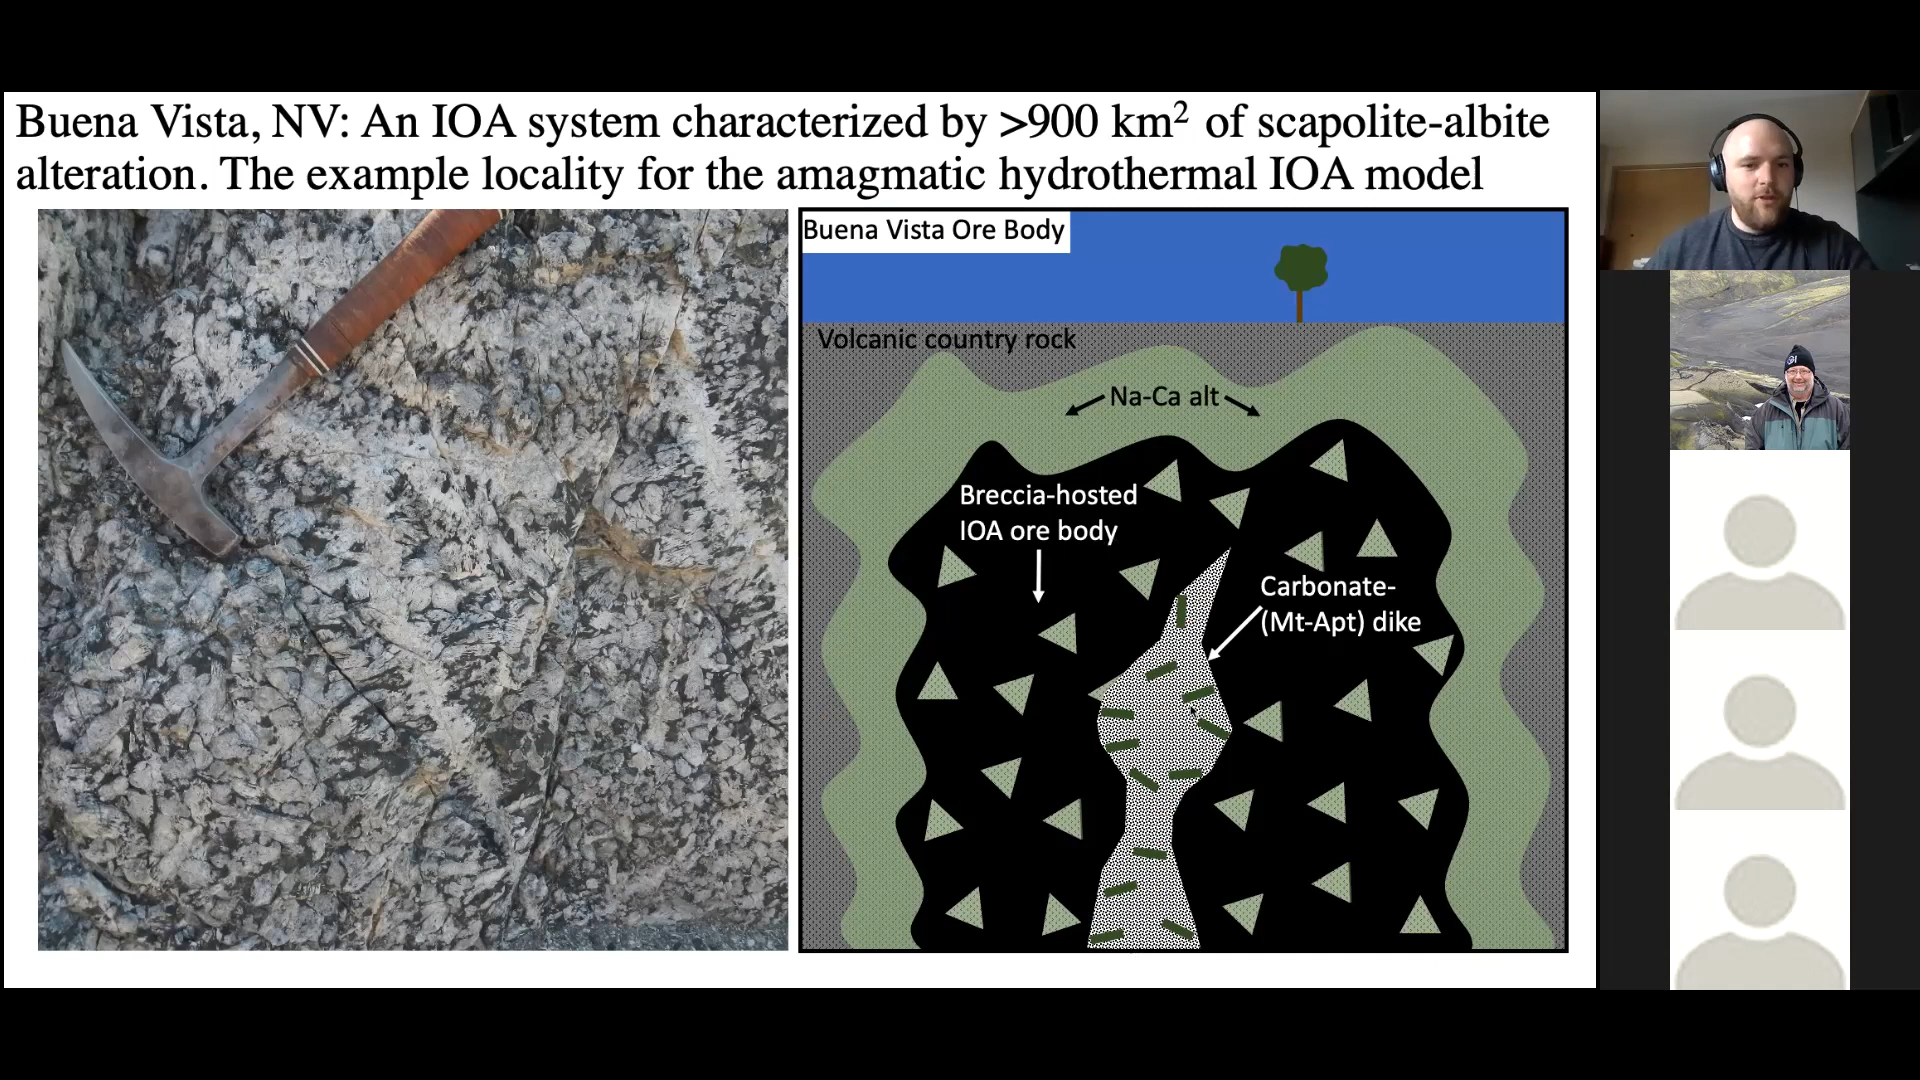 Buena Vista, NV: An IOA system characterized by >900 km² of scapolite-albite
alteration. The example locality for the amagmatic hydrothermal IOA model
Buena Vista Ore Body
Volcanic country rock
Na-Ca alt
Breccia-hosted
IOA ore body
Carbonate-
(Mt-Apt) dike